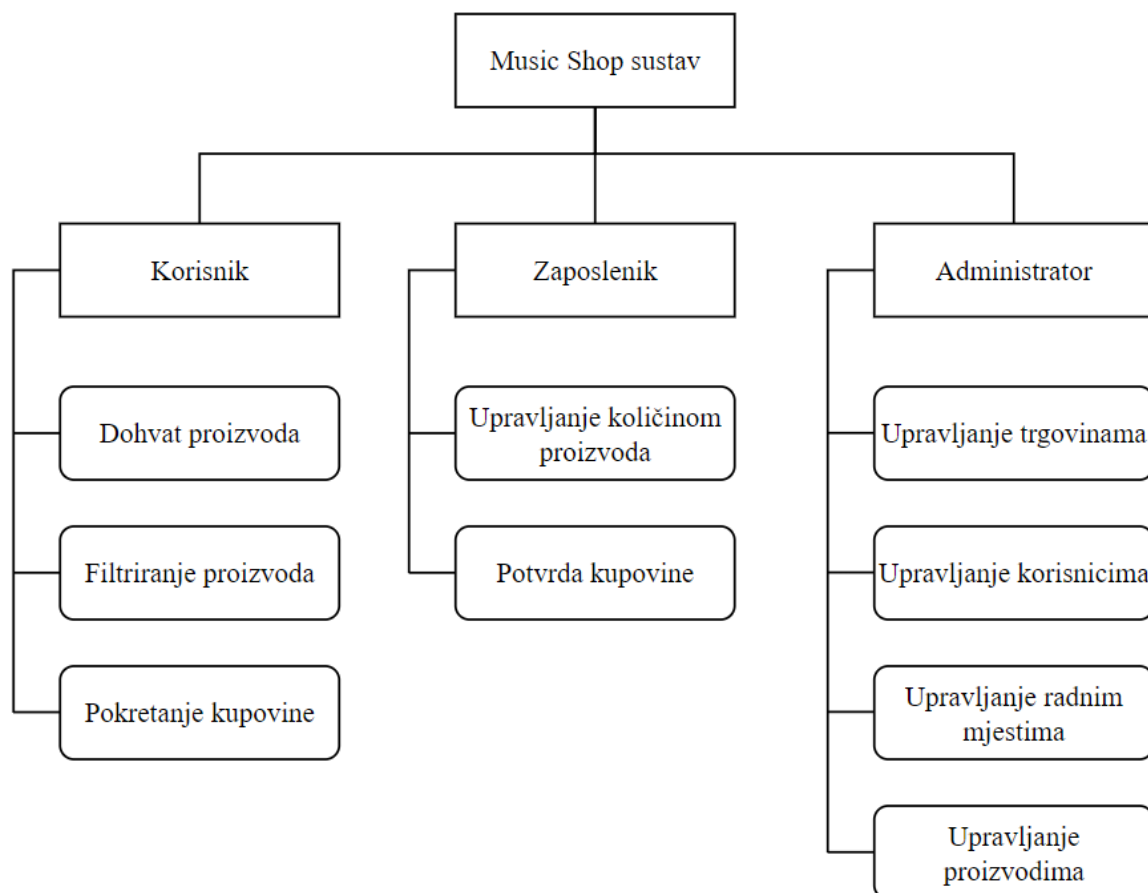 Music Shop sustav
Korisnik
Zaposlenik
Administrator
Dohvat proizvoda
Upravljanje količinom
proizvoda
Upravljanje trgovinama
Filtriranje proizvoda
Potvrda kupovine
Upravljanje korisnicima
Pokretanje kupovine
Upravljanje radnim
mjestima
Upravljanje
proizvodima